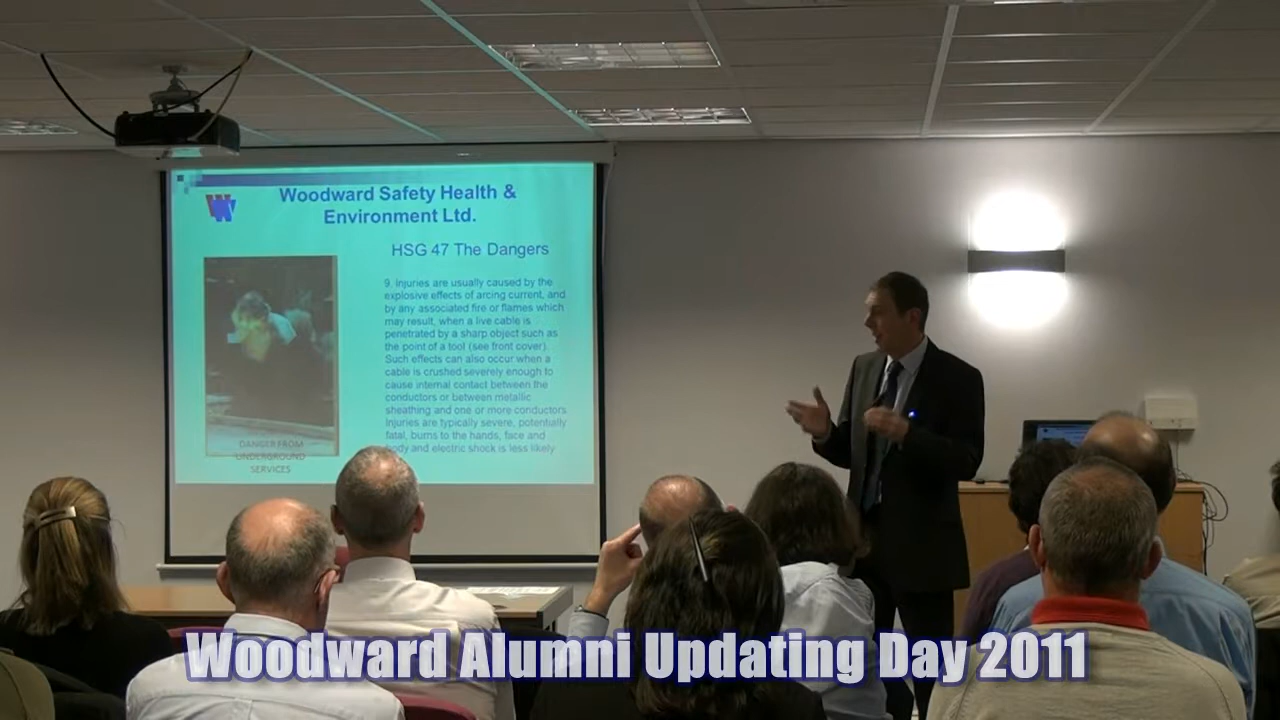 Woodward Safety Health &
Environment Ltd.
HSG 47 The Dangers
9. Injuries are usually caused by the
explosive effects of arcing current, and
by any associated fire or flames which
may result, when a live cable is
penetrated by a sharp object such as
the point of a tool (see front cover).
Such effects can also occur when a
cable is crushed severely enough to
cause internal contact between the
conductors or between metallic
sheathing and one or more conductors
Injuries are typically severe, potentially
fatal, burns to the hands, face and
body and electric shock is less likely
DANGER FROM
UNDERGROUND
SERVICES
Woodward Alumni Updating Day 2011